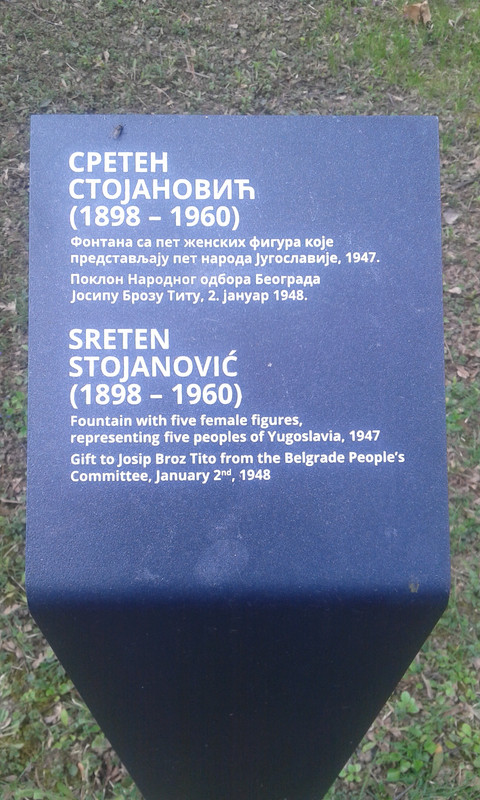 СРЕТЕН
СТОЈАНОВИЋ
(1898 – 1960)
Фонтана са пет женских фигура које
представљају пет народа Југославије, 1947.
Поклон Народног одбора Београда
Јосипу Брозу Титу, 2. јануар 1948.
SRETEN
STOJANOVIĆ
(1898 – 1960)
Fountain with five female figures,
representing five peoples of Yugoslavia, 1947
Gift to Josip Broz Tito from the Belgrade People's
Committee, January 2nd, 1948